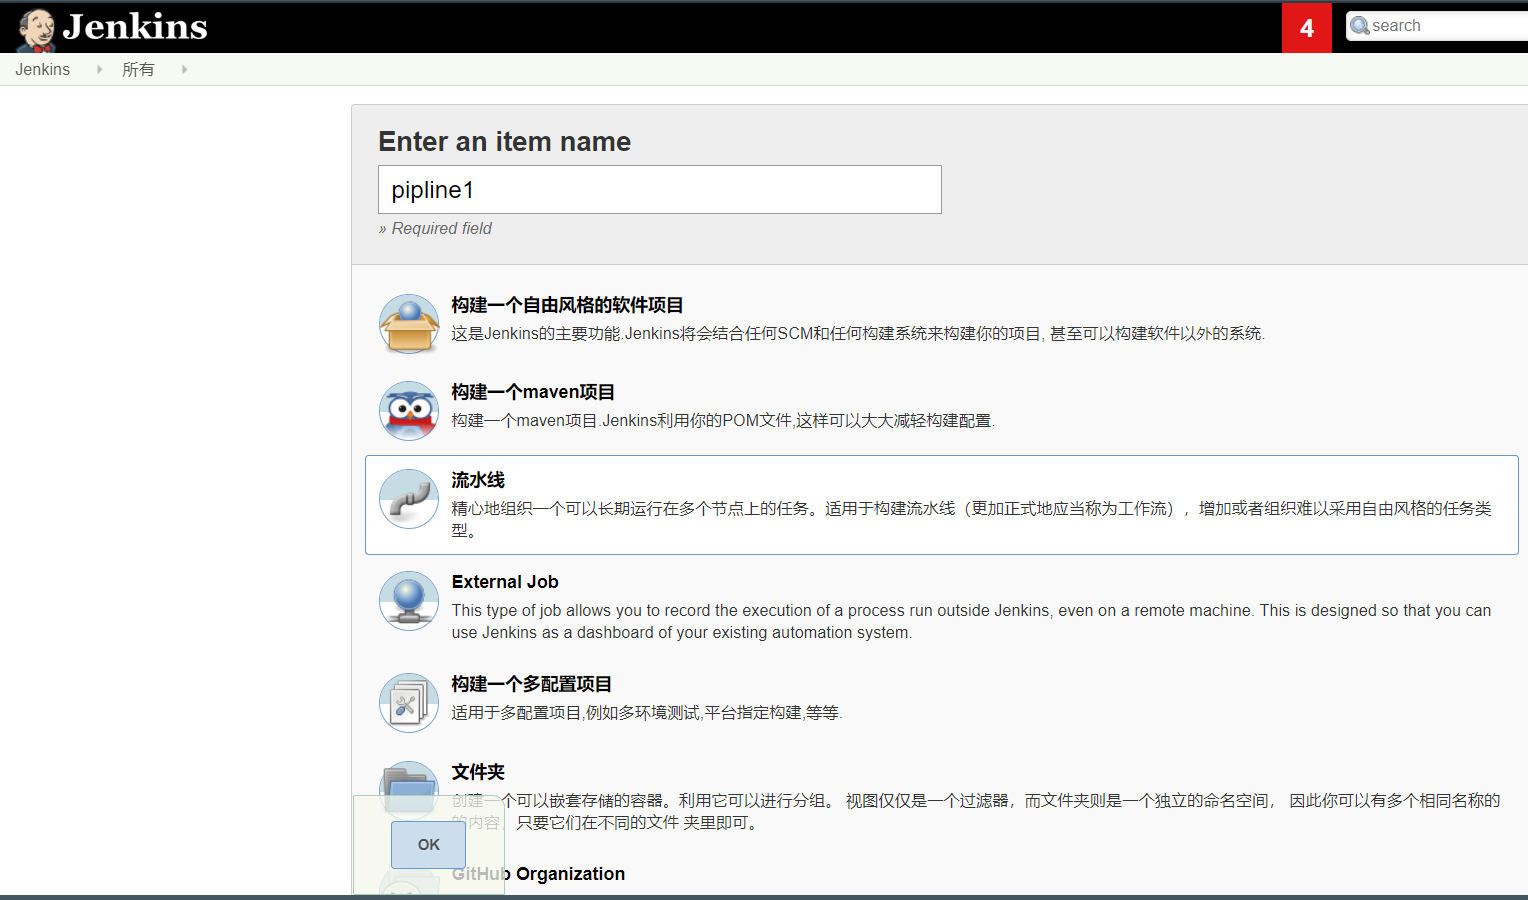 Jenkins
4
search
Jenkins
所有
Enter an item name
pipline1
» Required field
构建一个自由风格的软件项目
这是Jenkins的主要功能.Jenkins将会结合任何SCM和任何构建系统来构建你的项目, 甚至可以构建软件以外的系统.
构建一个maven项目
构建一个maven项目.Jenkins利用你的POM文件,这样可以大大减轻构建配置.
流水线
精心地组织一个可以长期运行在多个节点上的任务。适用于构建流水线（更加正式地应当称为工作流），增加或者组织难以采用自由风格的任务类
型。
External Job
This type of job allows you to record the execution of a process run outside Jenkins, even on a remote machine. This is designed so that you can
use Jenkins as a dashboard of your existing automation system.
构建一个多配置项目
适用于多配置项目,例如多环境测试,平台指定构建,等等.
文件夹
创建一个可以嵌套存储的容器。利用它可以进行分组。 视图仅仅是一个过滤器，而文件夹则是一个独立的命名空间， 因此你可以有多个相同名称的
的内容，只要它们在不同的文件 夹里即可。
OK
GitHub Organization